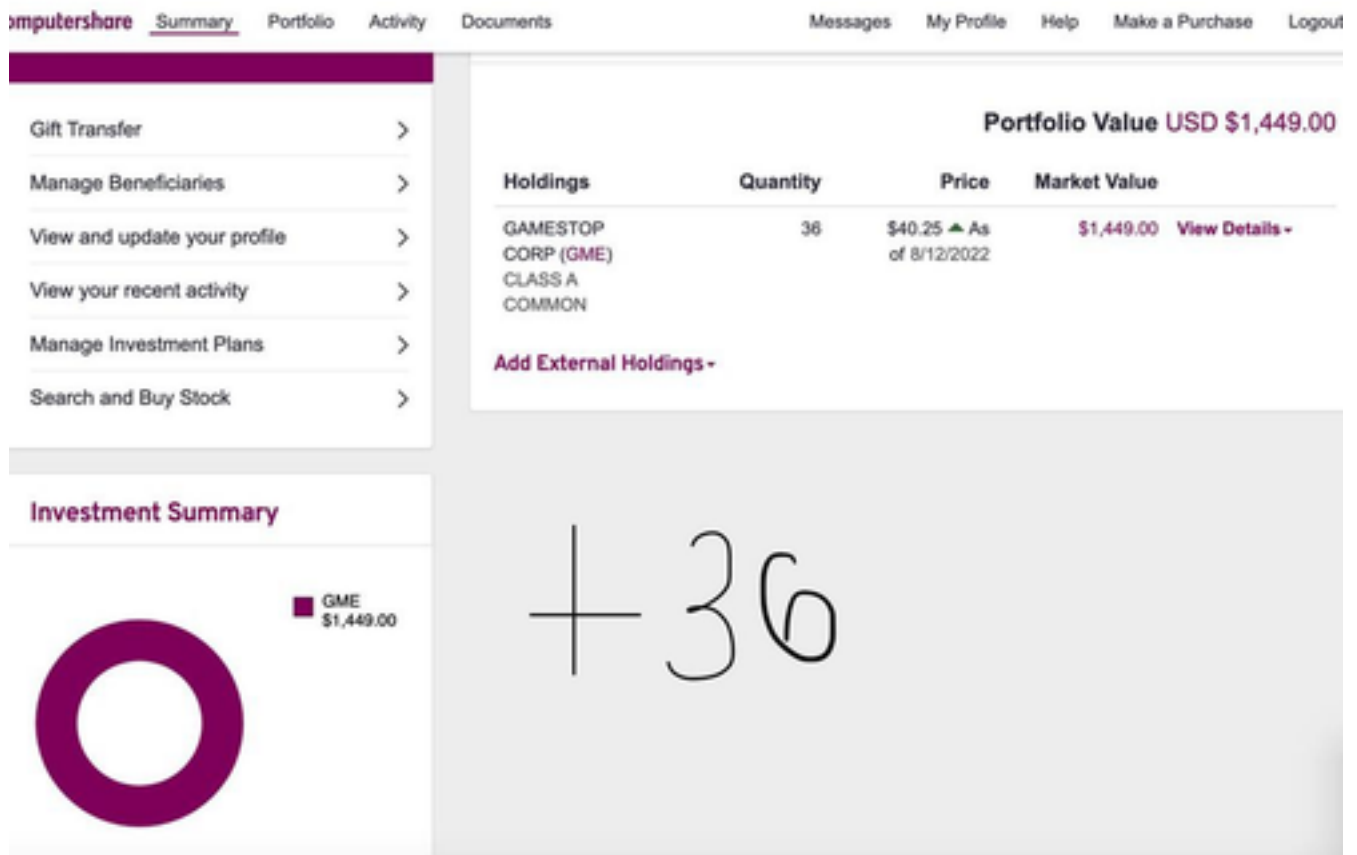 omputershare Summary Portfolio Activity Documents Messages My Profile Help Make a Purchase Logout
Gift Transfer
Manage Beneficiaries
View and update your profile
View your recent activity
Manage Investment Plans
Search and Buy Stock
Portfolio Value USD $1,449.00
Holdings Quantity Price Market Value
GAMESTOP 36 $40.25 ▲ As $1,449.00 View Details
CORP (GME) of 8/12/2022
CLASS A
COMMON
Add External Holdings
Investment Summary
GME
$1,449.00
+36